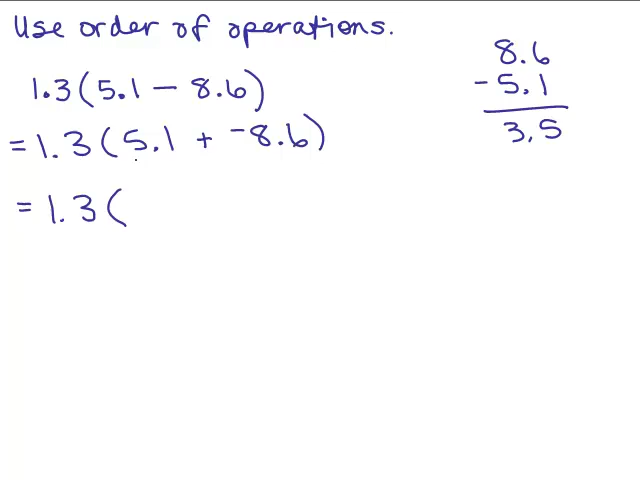 Use order of operations.
1.3(5.1 - 8.6)
= 1.3(5.1 + -8.6)
= 1.3(
8.6
-5.1
3.5